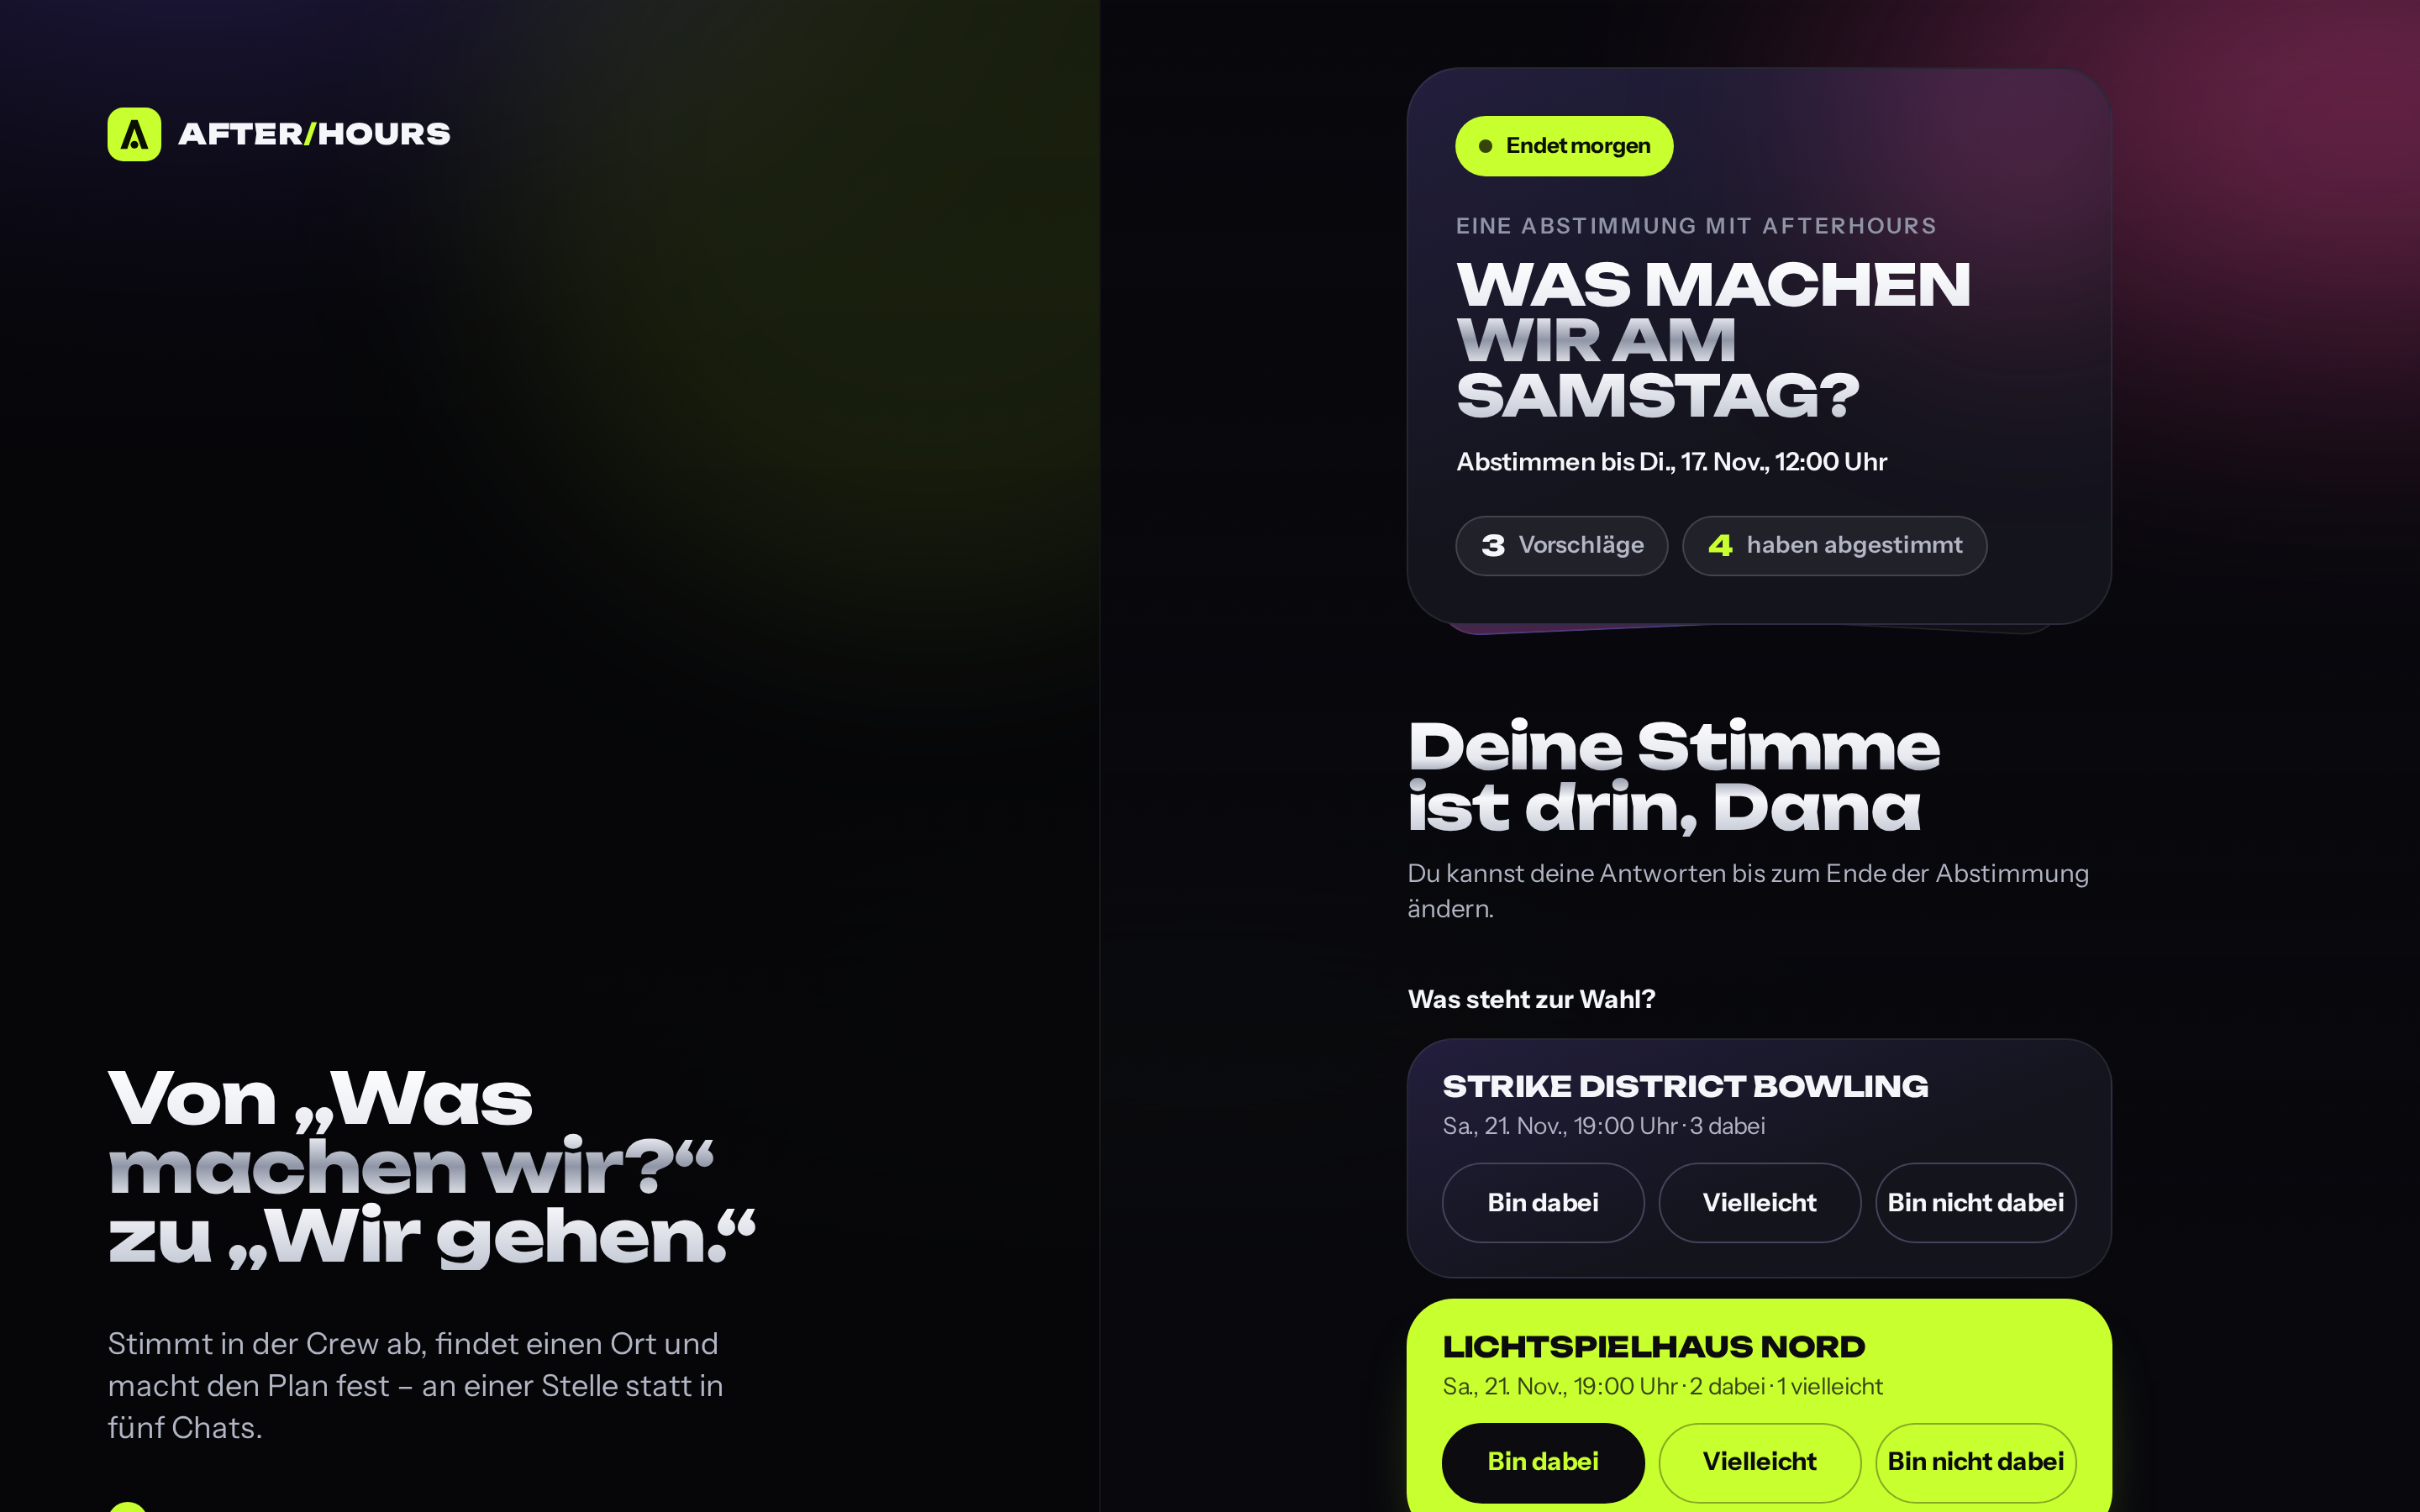 AFTER/HOURS
Von „Was
machen wir?“
zu „Wir gehen.“
Stimmt in der Crew ab, findet einen Ort und
macht den Plan fest – an einer Stelle statt in
fünf Chats.
Endet morgen
EINE ABSTIMMUNG MIT AFTERHOURS
WAS MACHEN
WIR AM
SAMSTAG?
Abstimmen bis Di., 17. Nov., 12:00 Uhr
3 Vorschläge
4 haben abgestimmt
Deine Stimme
ist drin, Dana
Du kannst deine Antworten bis zum Ende der Abstimmung
ändern.
Was steht zur Wahl?
STRIKE DISTRICT BOWLING
Sa., 21. Nov., 19:00 Uhr · 3 dabei
Bin dabei
Vielleicht
Bin nicht dabei
LICHTSPIELHAUS NORD
Sa., 21. Nov., 19:00 Uhr · 2 dabei · 1 vielleicht
Bin dabei
Vielleicht
Bin nicht dabei